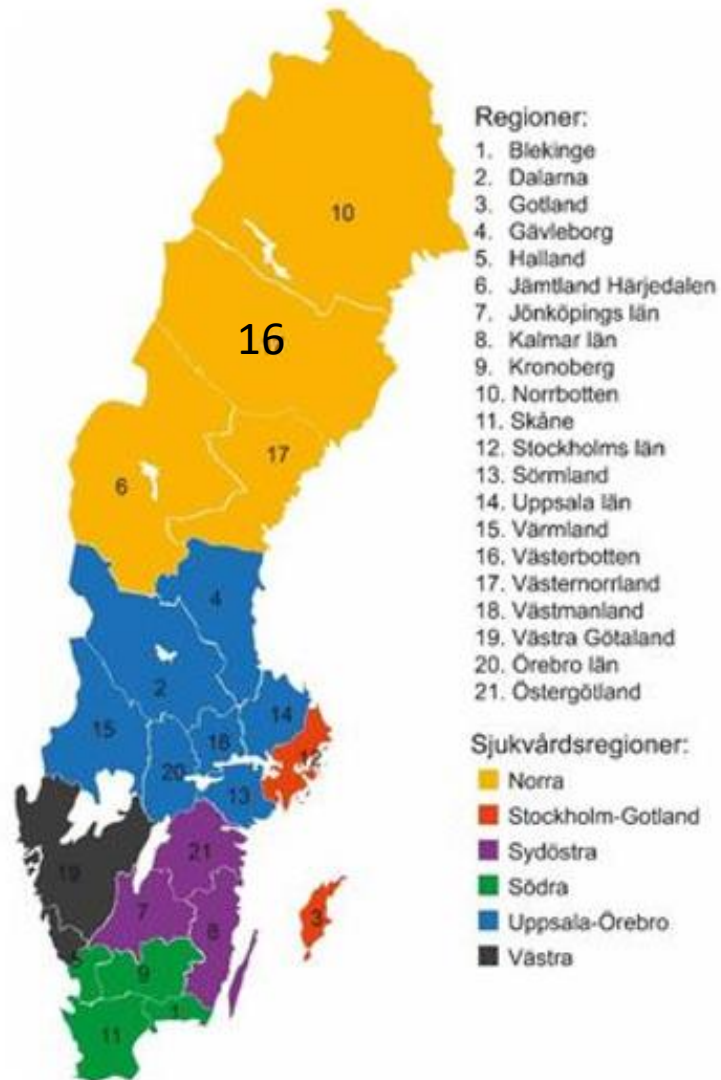 10
16
17
6
4
2
14
15
18
12
20
13
21
19
7
8
3
5
9
1
11
Regioner:
1. Blekinge
2. Dalarna
3. Gotland
4. Gävleborg
5. Halland
6. Jämtland Härjedalen
7. Jönköpings län
8. Kalmar län
9. Kronoberg
10. Norrbotten
11. Skåne
12. Stockholms län
13. Sörmland
14. Uppsala län
15. Värmland
16. Västerbotten
17. Västernorrland
18. Västmanland
19. Västra Götaland
20. Örebro län
21. Östergötland
Sjukvårdsregioner:
Norra
Stockholm-Gotland
Sydöstra
Södra
Uppsala-Örebro
Västra